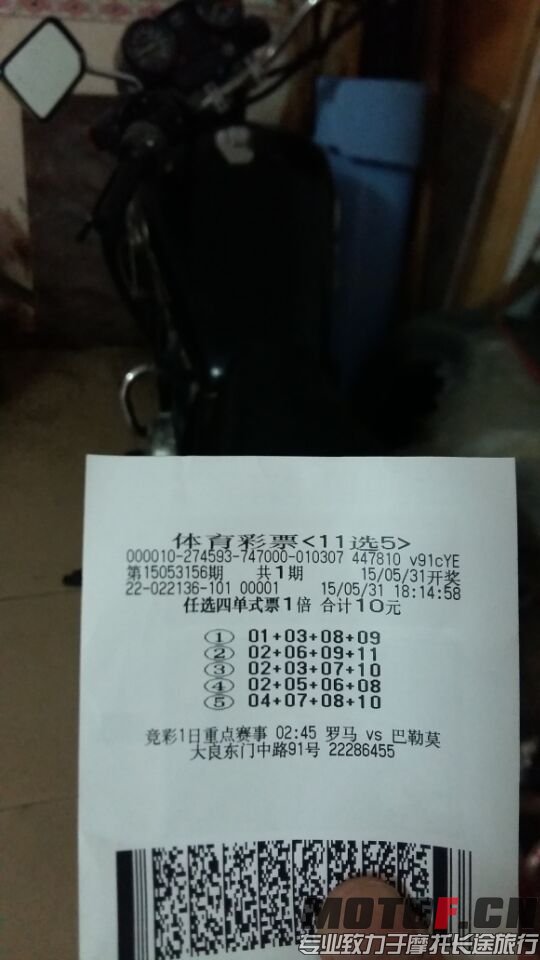 体育彩票<11选5>
000010-274593-747000-010307 447810 v91cYE
第15053156期 共1期 15/05/31开奖
22-022136-101 00001 15/05/31 18:14:58
任选四单式票1倍 合计10元
① 01+03+08+09
② 02+06+09+11
③ 02+03+07+10
④ 02+05+06+08
⑤ 04+07+08+10
竞彩1日重点赛事 02:45 罗马 vs 巴勒莫
大良东门中路91号 22286455
MOTOF.CN
专业致力于摩托长途旅行